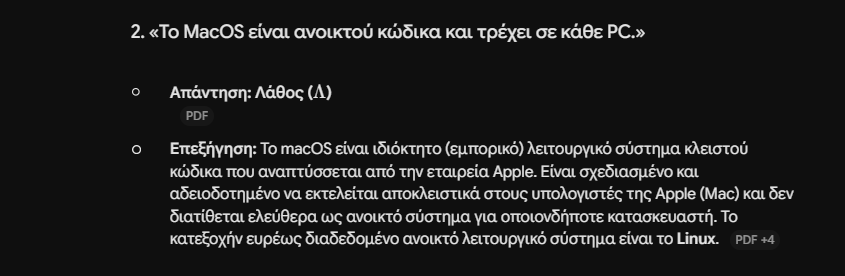 2. «Το MacOS είναι ανοικτού κώδικα και τρέχει σε κάθε PC.»
Απάντηση: Λάθος (Λ)
PDF
Επεξήγηση: Το macOS είναι ιδιόκτητο (εμπορικό) λειτουργικό σύστημα κλειστού
κώδικα που αναπτύσσεται από την εταιρεία Apple. Είναι σχεδιασμένο και
αδειοδοτημένο να εκτελείται αποκλειστικά στους υπολογιστές της Apple (Mac) και δεν
διατίθεται ελεύθερα ως ανοικτό σύστημα για οποιονδήποτε κατασκευαστή. Το
κατεξοχήν ευρέως διαδεδομένο ανοικτό λειτουργικό σύστημα είναι το Linux. PDF +4